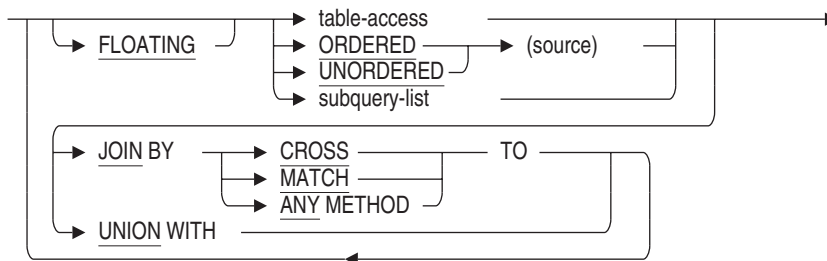 table-access
FLOATING
ORDERED
(source)
UNORDERED
subquery-list
JOIN BY
CROSS
TO
MATCH
ANY METHOD
UNION WITH